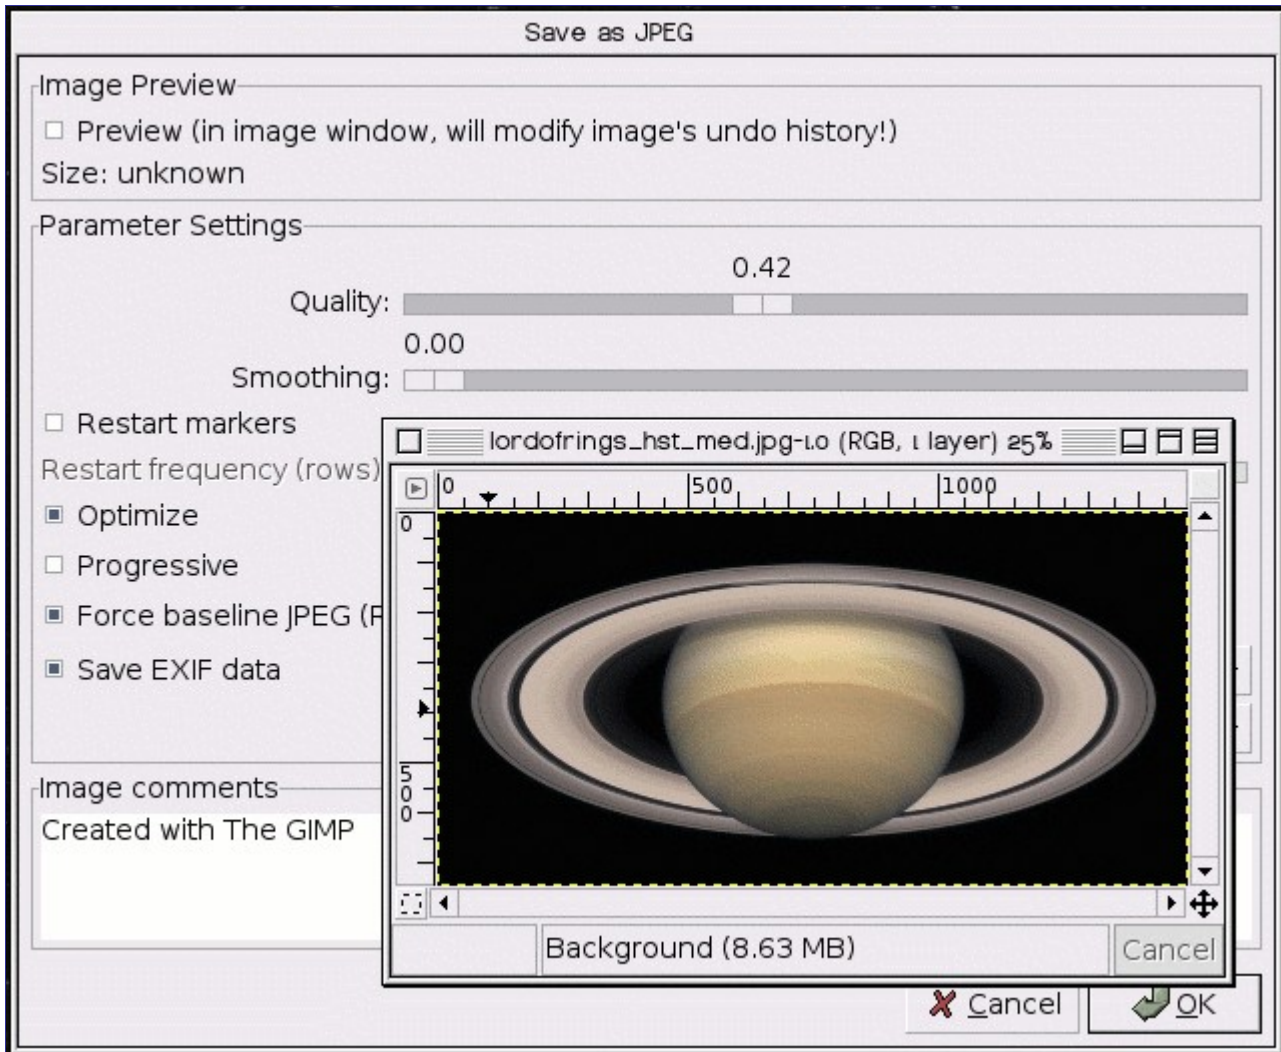 Save as JPEG
Image Preview
Preview (in image window, will modify image's undo history!)
Size: unknown
Parameter Settings
0.42
Quality:
0.00
Smoothing:
Restart markers
Restart frequency (rows)
Optimize
Progressive
Force baseline JPEG (
Save EXIF data
Image comments
Created with The GIMP
lordofrings_hst_med.jpg-1.0 (RGB, 1 layer) 25%
0 500 1000
0
500
Background (8.63 MB)
Cancel
Cancel
OK